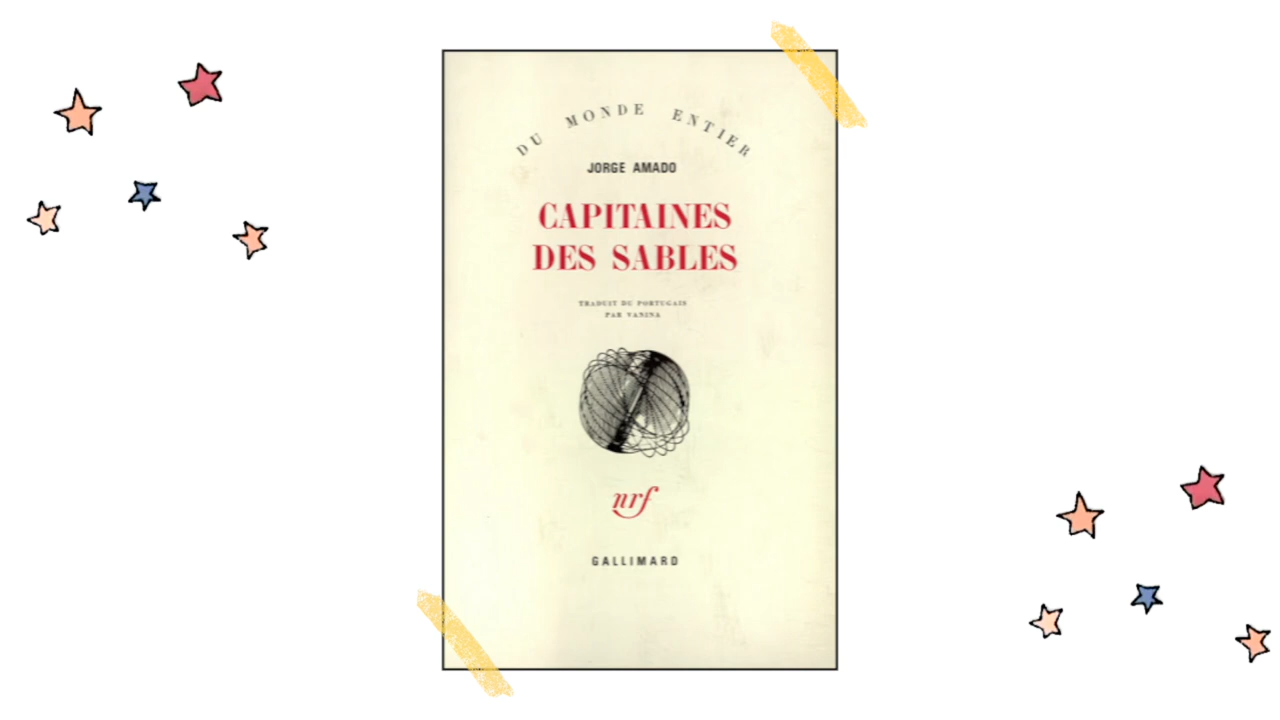 DU MONDE ENTIER
JORGE AMADO
CAPITAINES
DES SABLES
TRADUIT DU PORTUGAIS
PAR VANINA
nrf
GALLIMARD